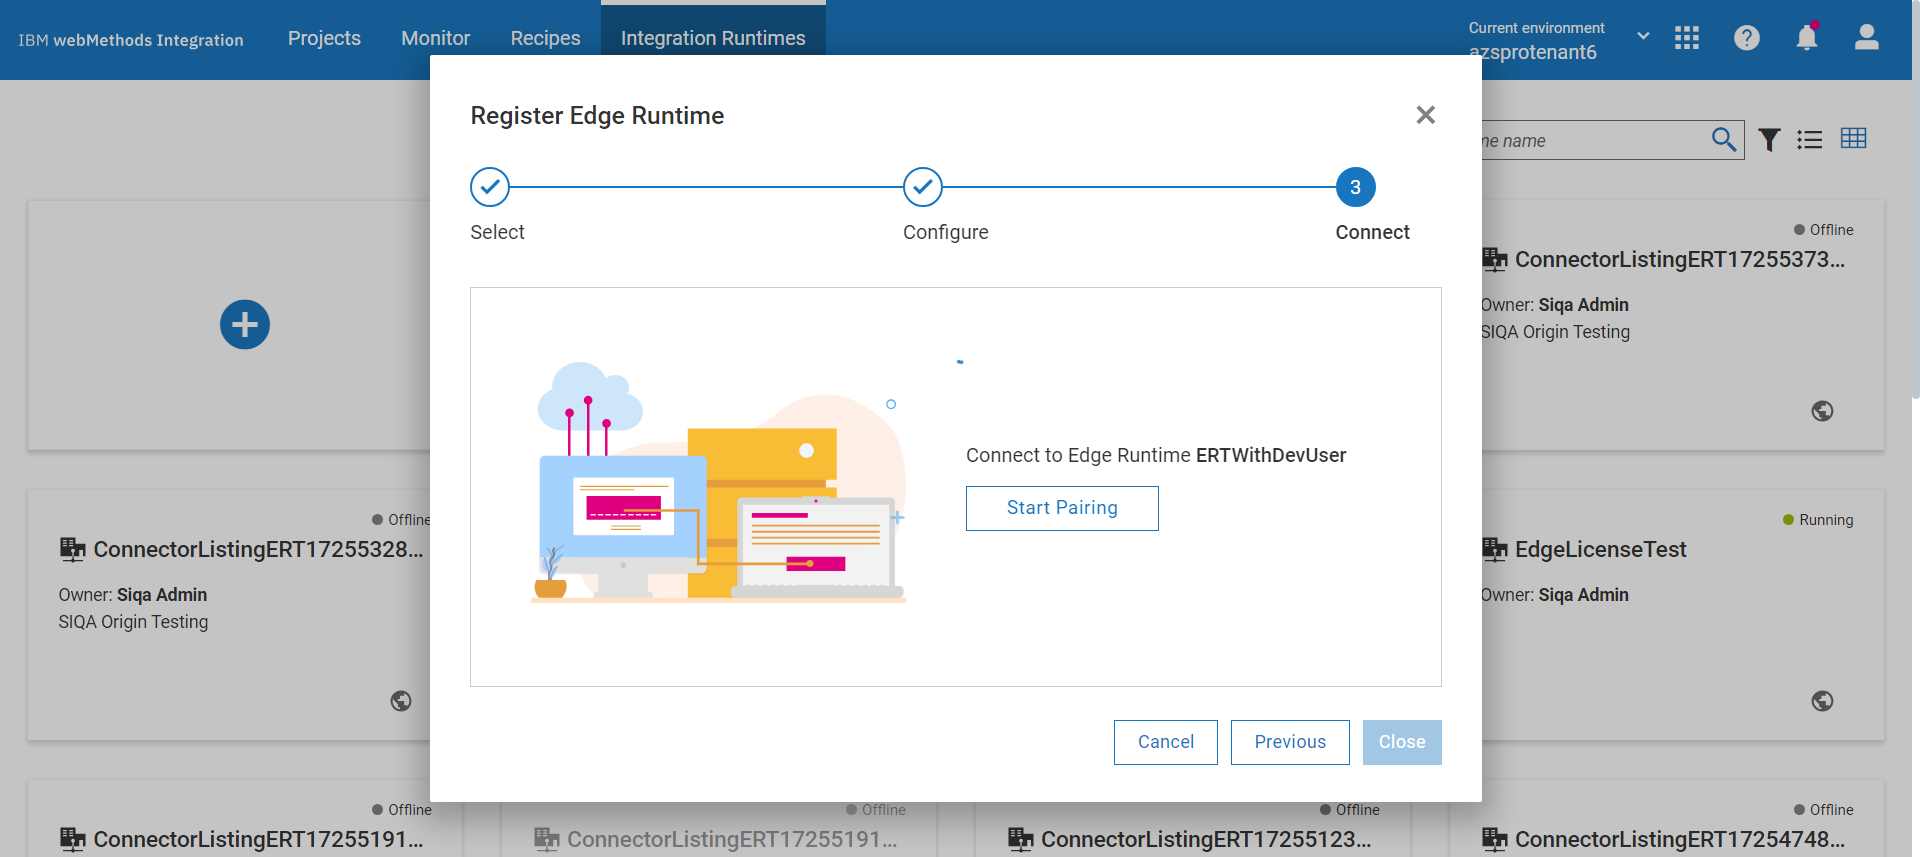 IBM webMethods Integration
Projects
Monitor
Recipes
Integration Runtimes
Current environment
azsprotenant6
Register Edge Runtime
3
Select
Configure
Connect
Connect to Edge Runtime ERTWithDevUser
Start Pairing
Cancel
Previous
Close
name
Offline
ConnectorListingERT17255373...
Owner: Siqa Admin
SIQA Origin Testing
Offline
ConnectorListingERT17255328...
Owner: Siqa Admin
SIQA Origin Testing
Running
EdgeLicenseTest
Owner: Siqa Admin
Offline
ConnectorListingERT17255191...
Offline
ConnectorListingERT17255191...
Offline
ConnectorListingERT17255123...
Offline
ConnectorListingERT17254748...